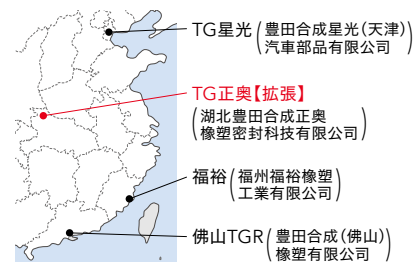 TG星光(豊田合成星光(天津)
汽車部品有限公司)
TG正奥【拡張】
(湖北豊田合成正奥
橡塑密封科技有限公司)
福裕(福州福裕橡塑
工業有限公司)
佛山TGR(豊田合成(佛山)
橡塑有限公司)